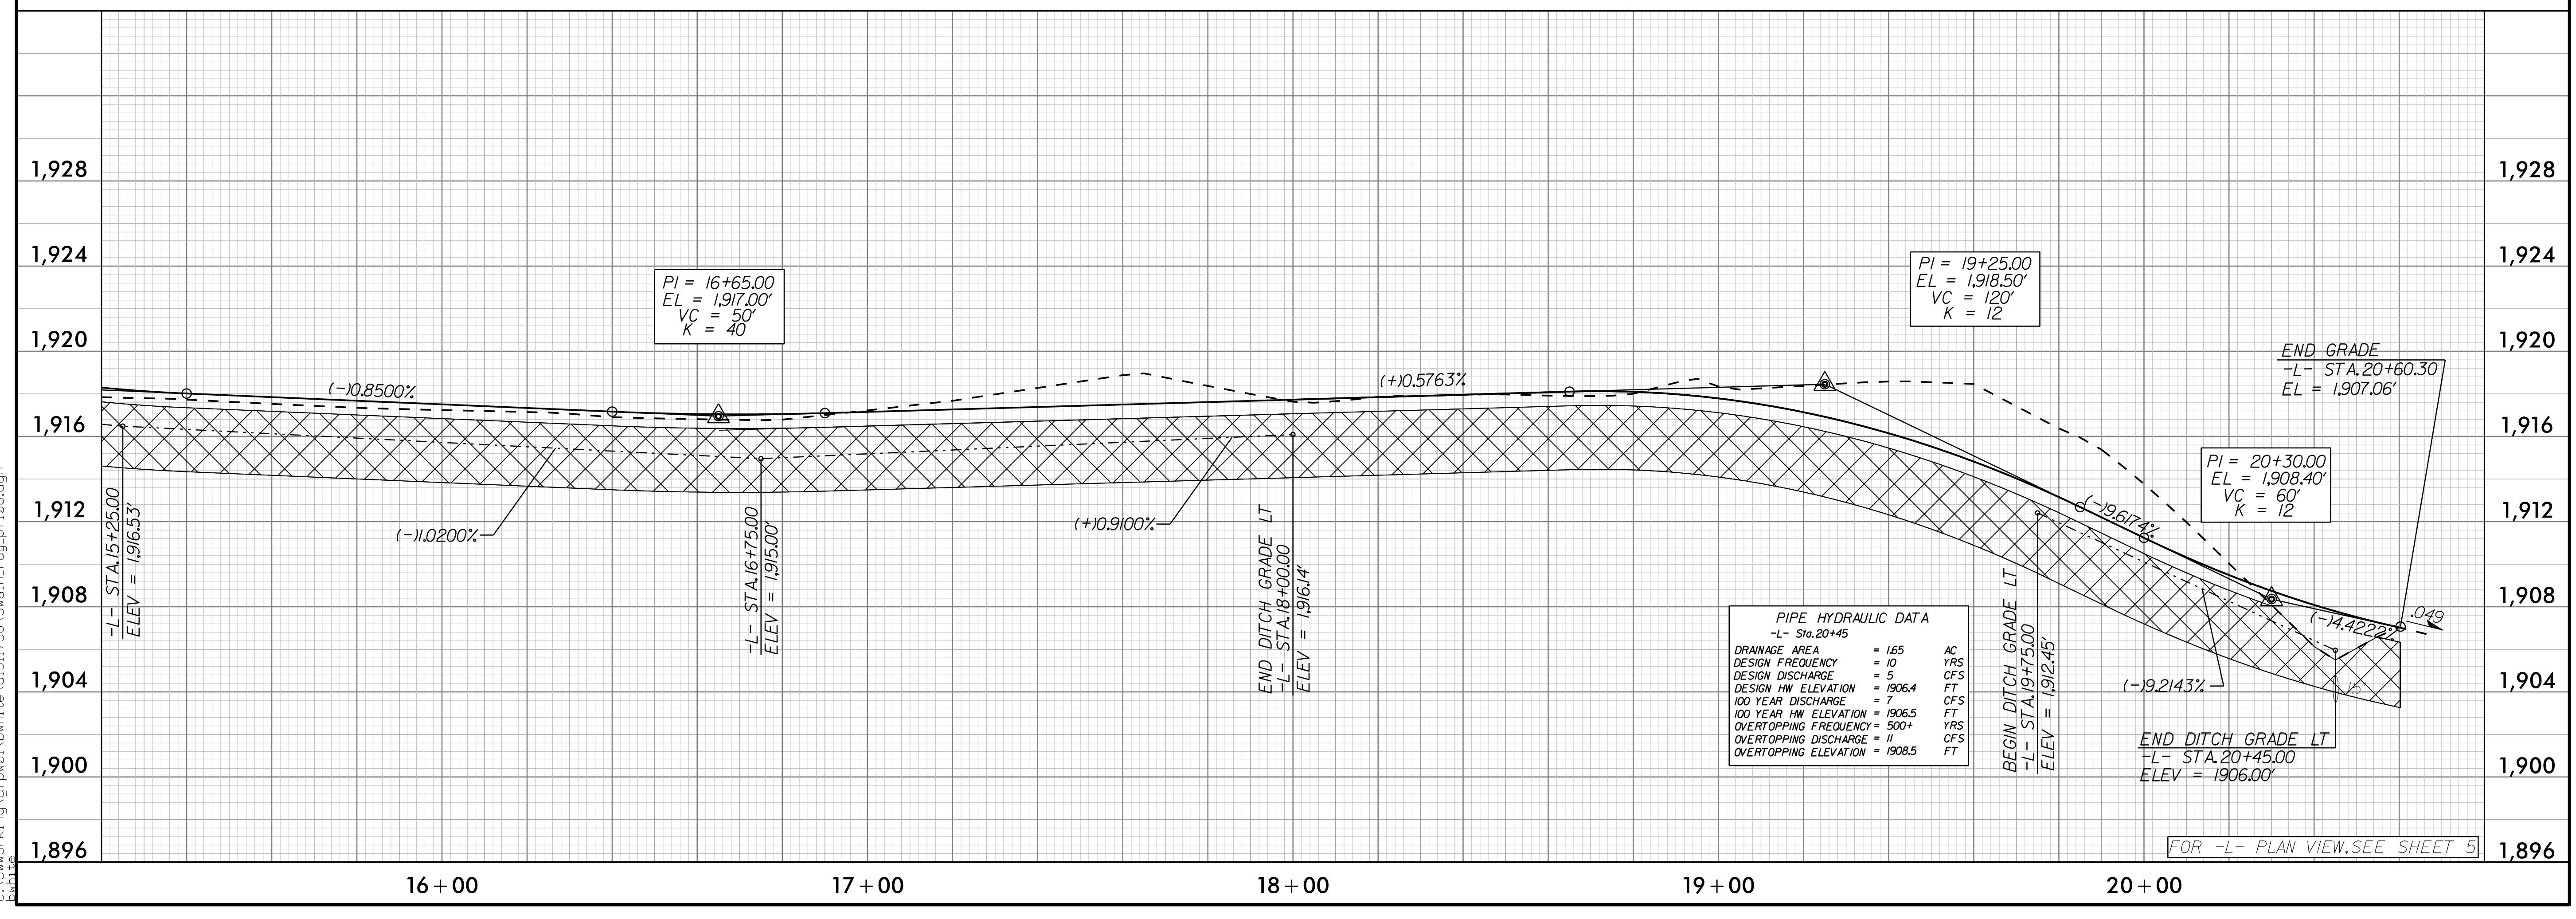 1,928
1,924
1,920
1,916
1,912
1,908
1,904
1,900
1,896
1,928
1,924
1,920
1,916
1,912
1,908
1,904
1,900
1,896
PI = 16+65.00
EL = 1,917.00'
VC = 50'
K = 40
PI = 19+25.00
EL = 1,918.50'
VC = 120'
K = 12
END GRADE
-L- STA.20+60.30
EL = 1,907.06'
(-)0.8500%
(+)0.5763%
PI = 20+30.00
EL = 1,908.40'
VC = 60'
K = 12
(-)9.6174%
-L- STA.15+25.00
ELEV = 1,916.53'
(-)1.0200%
-L- STA.16+75.00
ELEV = 1,915.00'
(+)0.9100%
END DITCH GRADE LT
-L- STA.18+00.00
ELEV = 1,916.14'
PIPE HYDRAULIC DATA
-L- Sta.20+45
DRAINAGE AREA = 1.65 AC
DESIGN FREQUENCY = 10 YRS
DESIGN DISCHARGE = 5 CFS
DESIGN HW ELEVATION = 1906.4 FT
100 YEAR DISCHARGE = 7 CFS
100 YEAR HW ELEVATION = 1906.5 FT
OVERTOPPING FREQUENCY = 500+ YRS
OVERTOPPING DISCHARGE = 11 CFS
OVERTOPPING ELEVATION = 1908.5 FT
BEGIN DITCH GRADE LT
-L- STA.19+75.00
ELEV = 1,912.45'
(-)4.4222%
.049
(-)9.2143%
15"
END DITCH GRADE LT
-L- STA.20+45.00
ELEV = 1906.00'
FOR -L- PLAN VIEW, SEE SHEET 5
16+00
17+00
18+00
19+00
20+00
bwhite